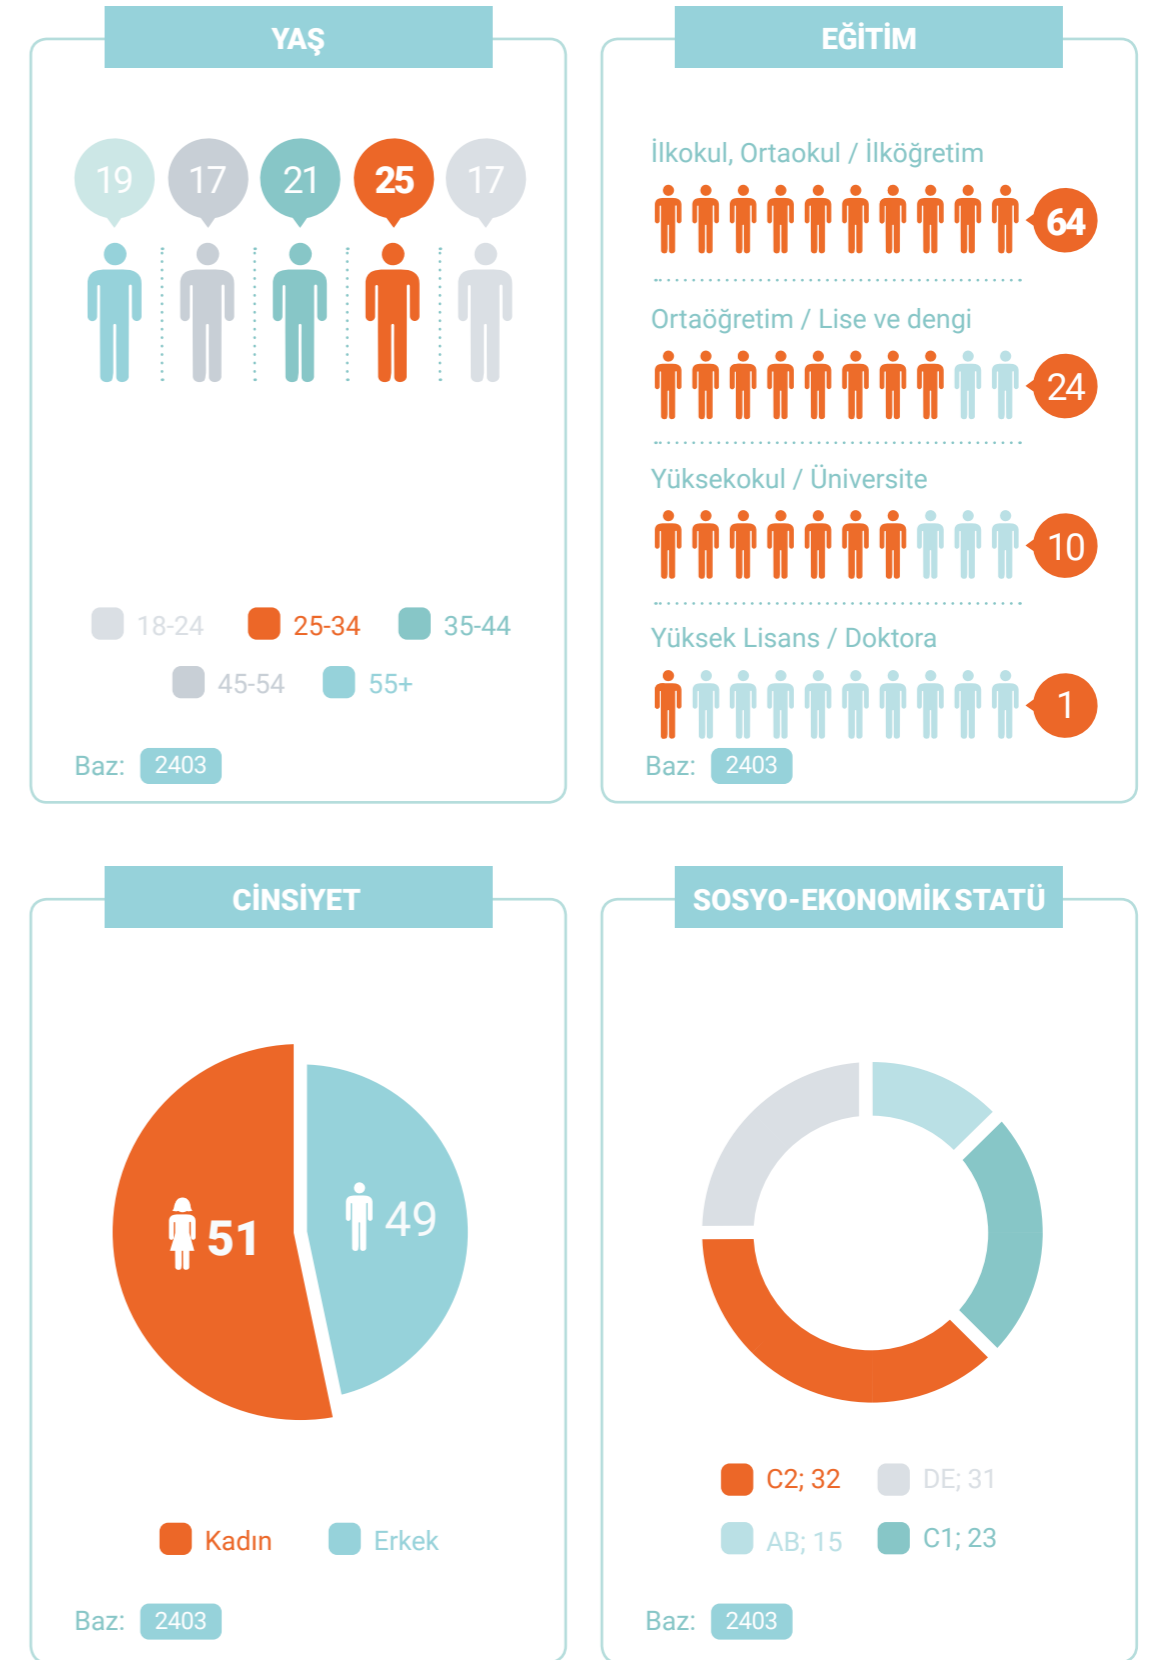 YAŞ
19 17 21 25 17
18-24 25-34 35-44
45-54 55+
Baz: 2403
EĞİTİM
İlkokul, Ortaokul / İlköğretim
64
Ortaöğretim / Lise ve dengi
24
Yüksekokul / Üniversite
10
Yüksek Lisans / Doktora
1
Baz: 2403
CİNSİYET
51 49
Kadın Erkek
Baz: 2403
SOSYO-EKONOMİK STATÜ
C2; 32 DE; 31
AB; 15 C1; 23
Baz: 2403